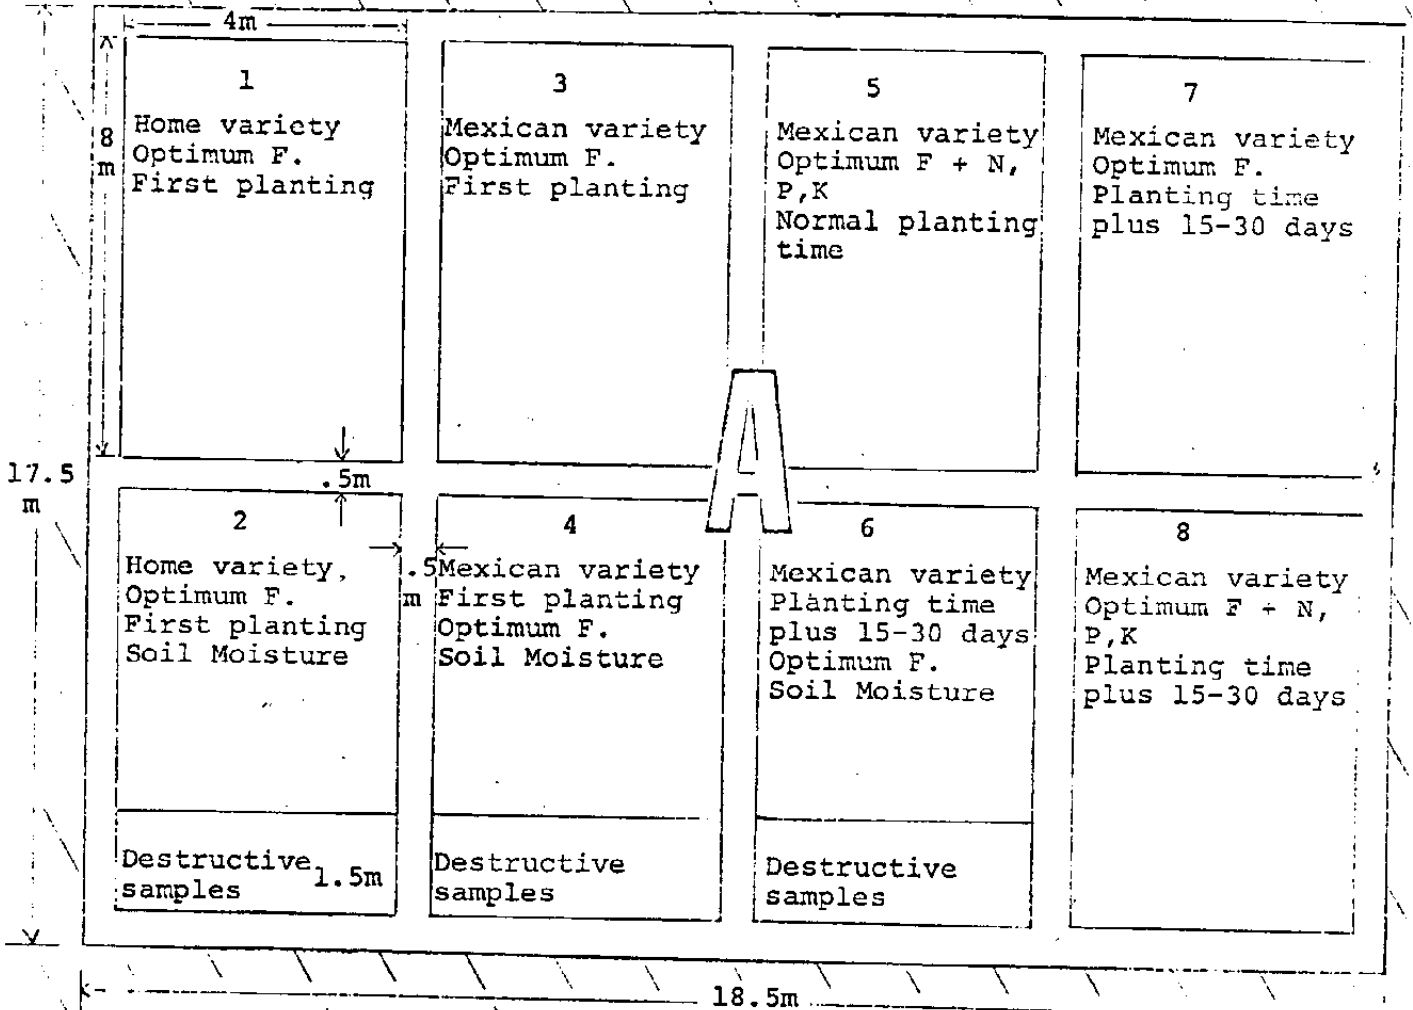 4m
8
m
1
Home variety
Optimum F.
First planting
3
Mexican variety
Optimum F.
First planting
5
Mexican variety
Optimum F + N,
P,K
Normal planting
time
7
Mexican variety
Optimum F.
Planting time
plus 15-30 days
A
17.5
m
.5m
.5
m
2
Home variety,
Optimum F.
First planting
Soil Moisture
Destructive
samples
1.5m
4
Mexican variety
First planting
Optimum F.
Soil Moisture
Destructive
samples
6
Mexican variety
Planting time
plus 15-30 days
Optimum F.
Soil Moisture
Destructive
samples
8
Mexican variety
Optimum F + N,
P,K
Planting time
plus 15-30 days
18.5m